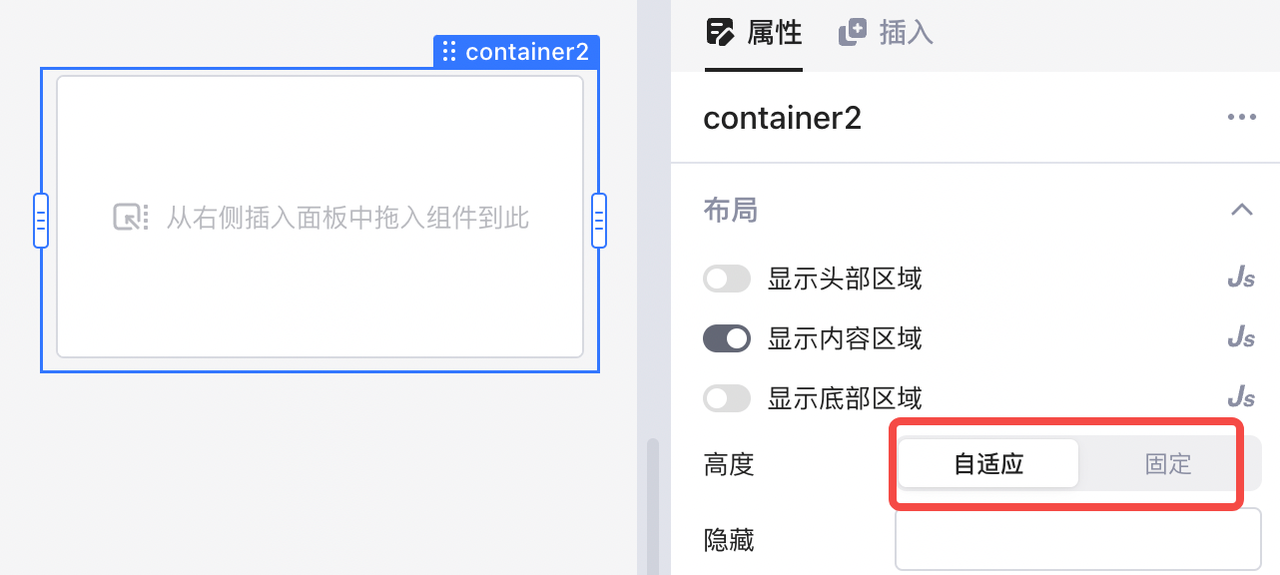 container2
从右侧插入面板中拖入组件到此
属性
插入
container2
布局
显示头部区域
Js
显示内容区域
Js
显示底部区域
Js
高度
自适应
固定
隐藏